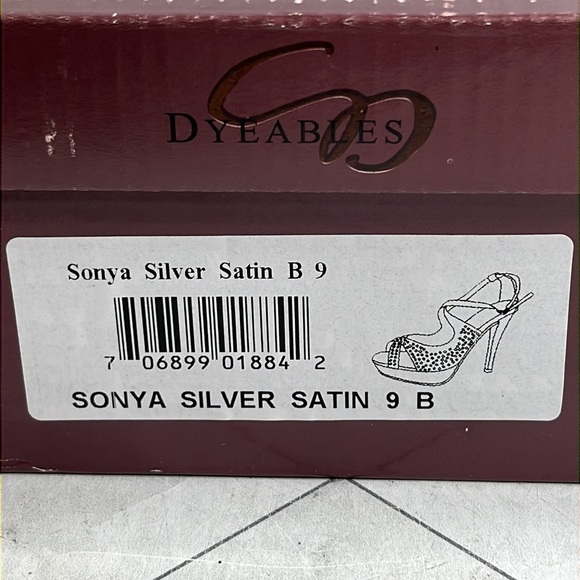 DYEABLES
Sonya Silver Satin B 9
7 06899 01884 2
SONYA SILVER SATIN 9 B